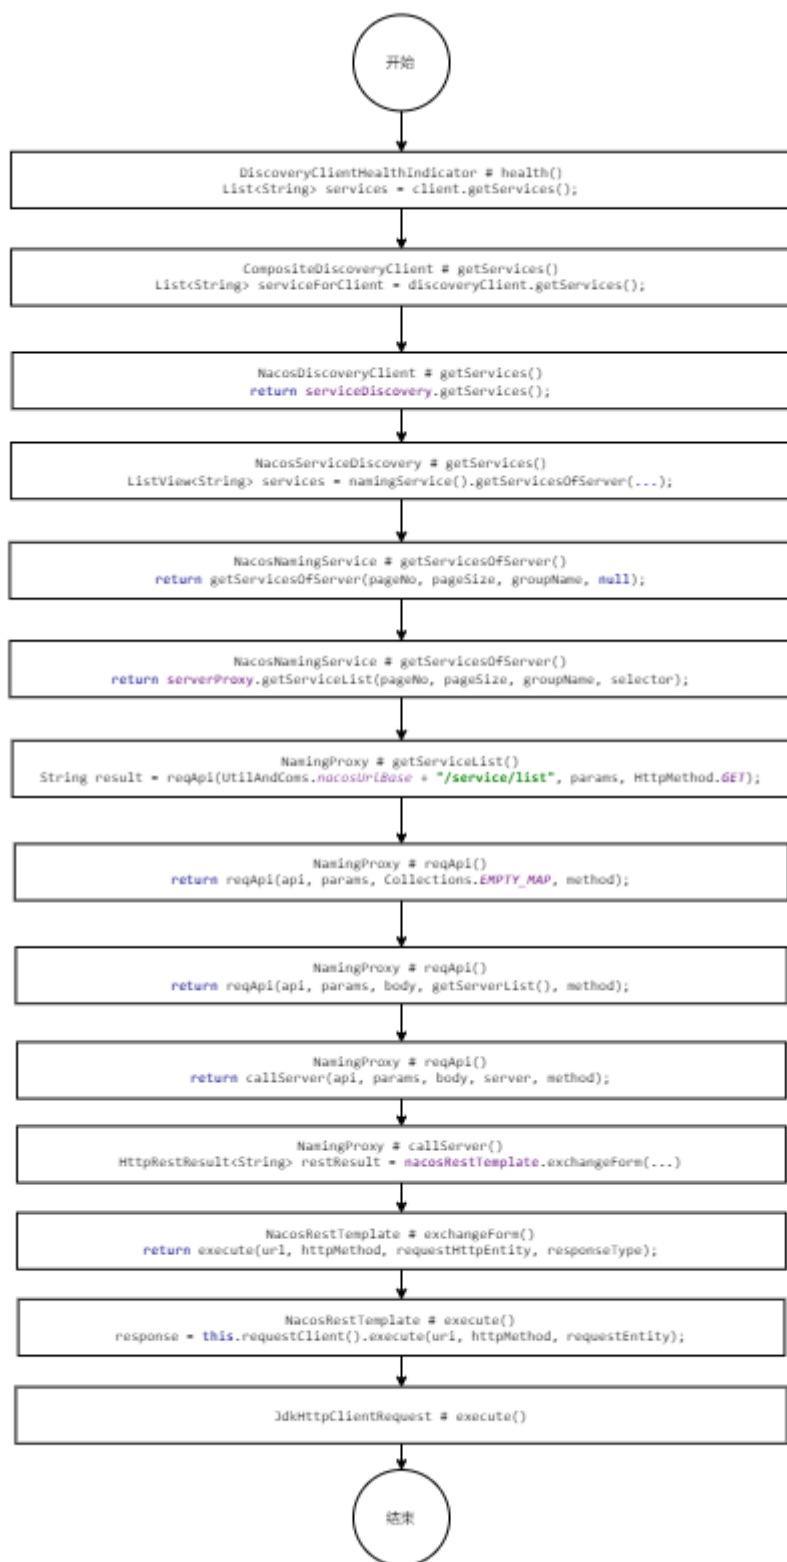 开始
DiscoveryClientHealthIndicator # health()
List<String> services = client.getServices();
CompositeDiscoveryClient # getServices()
List<String> serviceForClient = discoveryClient.getServices();
NacosDiscoveryClient # getServices()
return serviceDiscovery.getServices();
NacosServiceDiscovery # getServices()
ListView<String> services = namingService().getServicesOfServer(...);
NacosNamingService # getServicesOfServer()
return getServicesOfServer(pageNo, pageSize, groupName, null);
NacosNamingService # getServicesOfServer()
return serverProxy.getServiceList(pageNo, pageSize, groupName, selector);
NamingProxy # getServiceList()
String result = reqApi(UtilAndComs.nacosUrlBase + "/service/list", params, HttpMethod.GET);
NamingProxy # reqApi()
return reqApi(api, params, Collections.EMPTY_MAP, method);
NamingProxy # reqApi()
return reqApi(api, params, body, getServerList(), method);
NamingProxy # reqApi()
return callServer(api, params, body, server, method);
NamingProxy # callServer()
HttpRestResult<String> restResult = nacosRestTemplate.exchangeForm(...)
NacosRestTemplate # exchangeForm()
return execute(url, httpMethod, requestHttpEntity, responseType);
NacosRestTemplate # execute()
response = this.requestClient().execute(uri, httpMethod, requestEntity);
JdkHttpClientRequest # execute()
结束